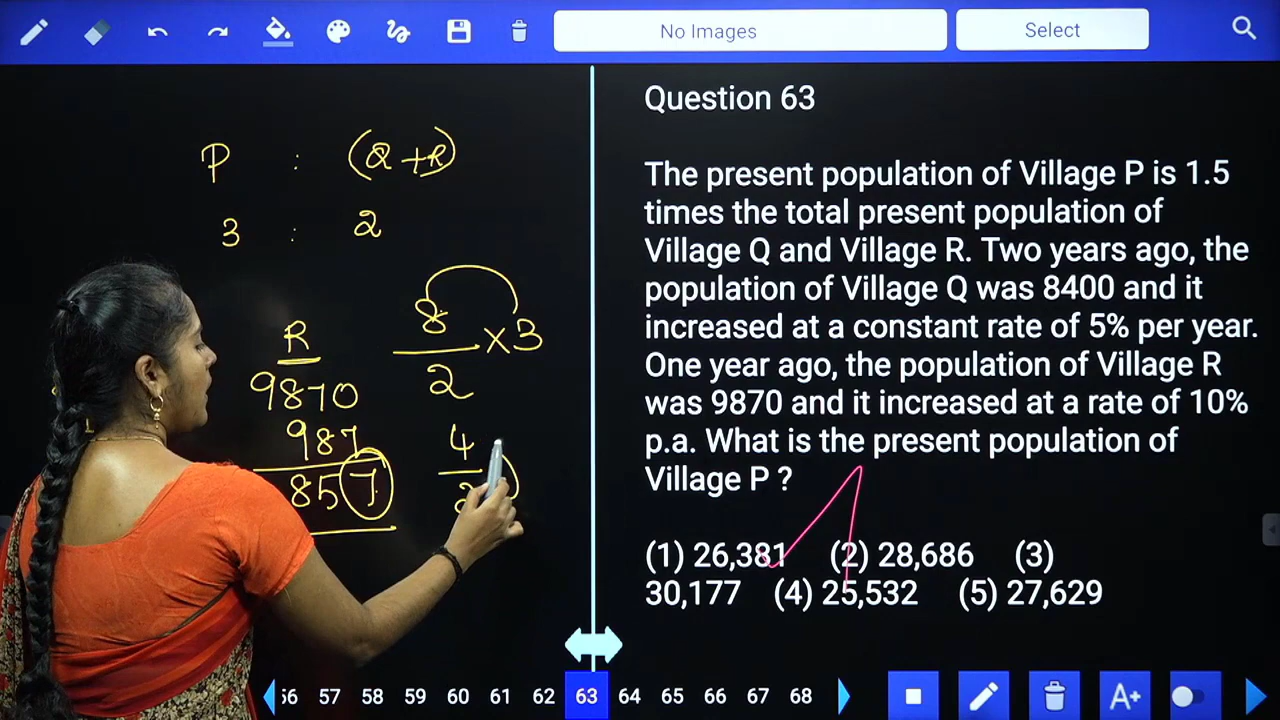 No Images
Select
P : (Q+R)
3 : 2
R
9870
987
857
8
2
×3
4
Question 63
The present population of Village P is 1.5
times the total present population of
Village Q and Village R. Two years ago, the
population of Village Q was 8400 and it
increased at a constant rate of 5% per year.
One year ago, the population of Village R
was 9870 and it increased at a rate of 10%
p.a. What is the present population of
Village P ?
(1) 26,381 (2) 28,686 (3)
30,177 (4) 25,532 (5) 27,629
56 57 58 59 60 61 62 63 64 65 66 67 68
A+